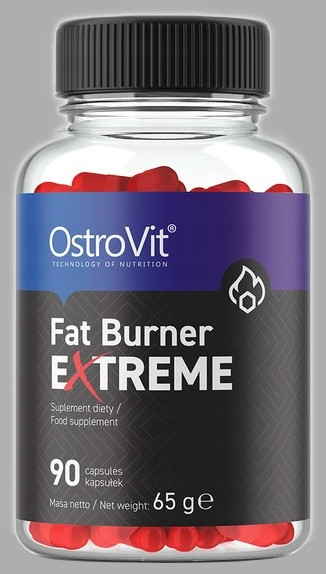 OstroVit®
TECHNOLOGY OF NUTRITION
Fat Burner
EXTREME
Suplement diety /
Food supplement
90 capsules
kapsułek
Masa netto / Net weight: 65 g ℮